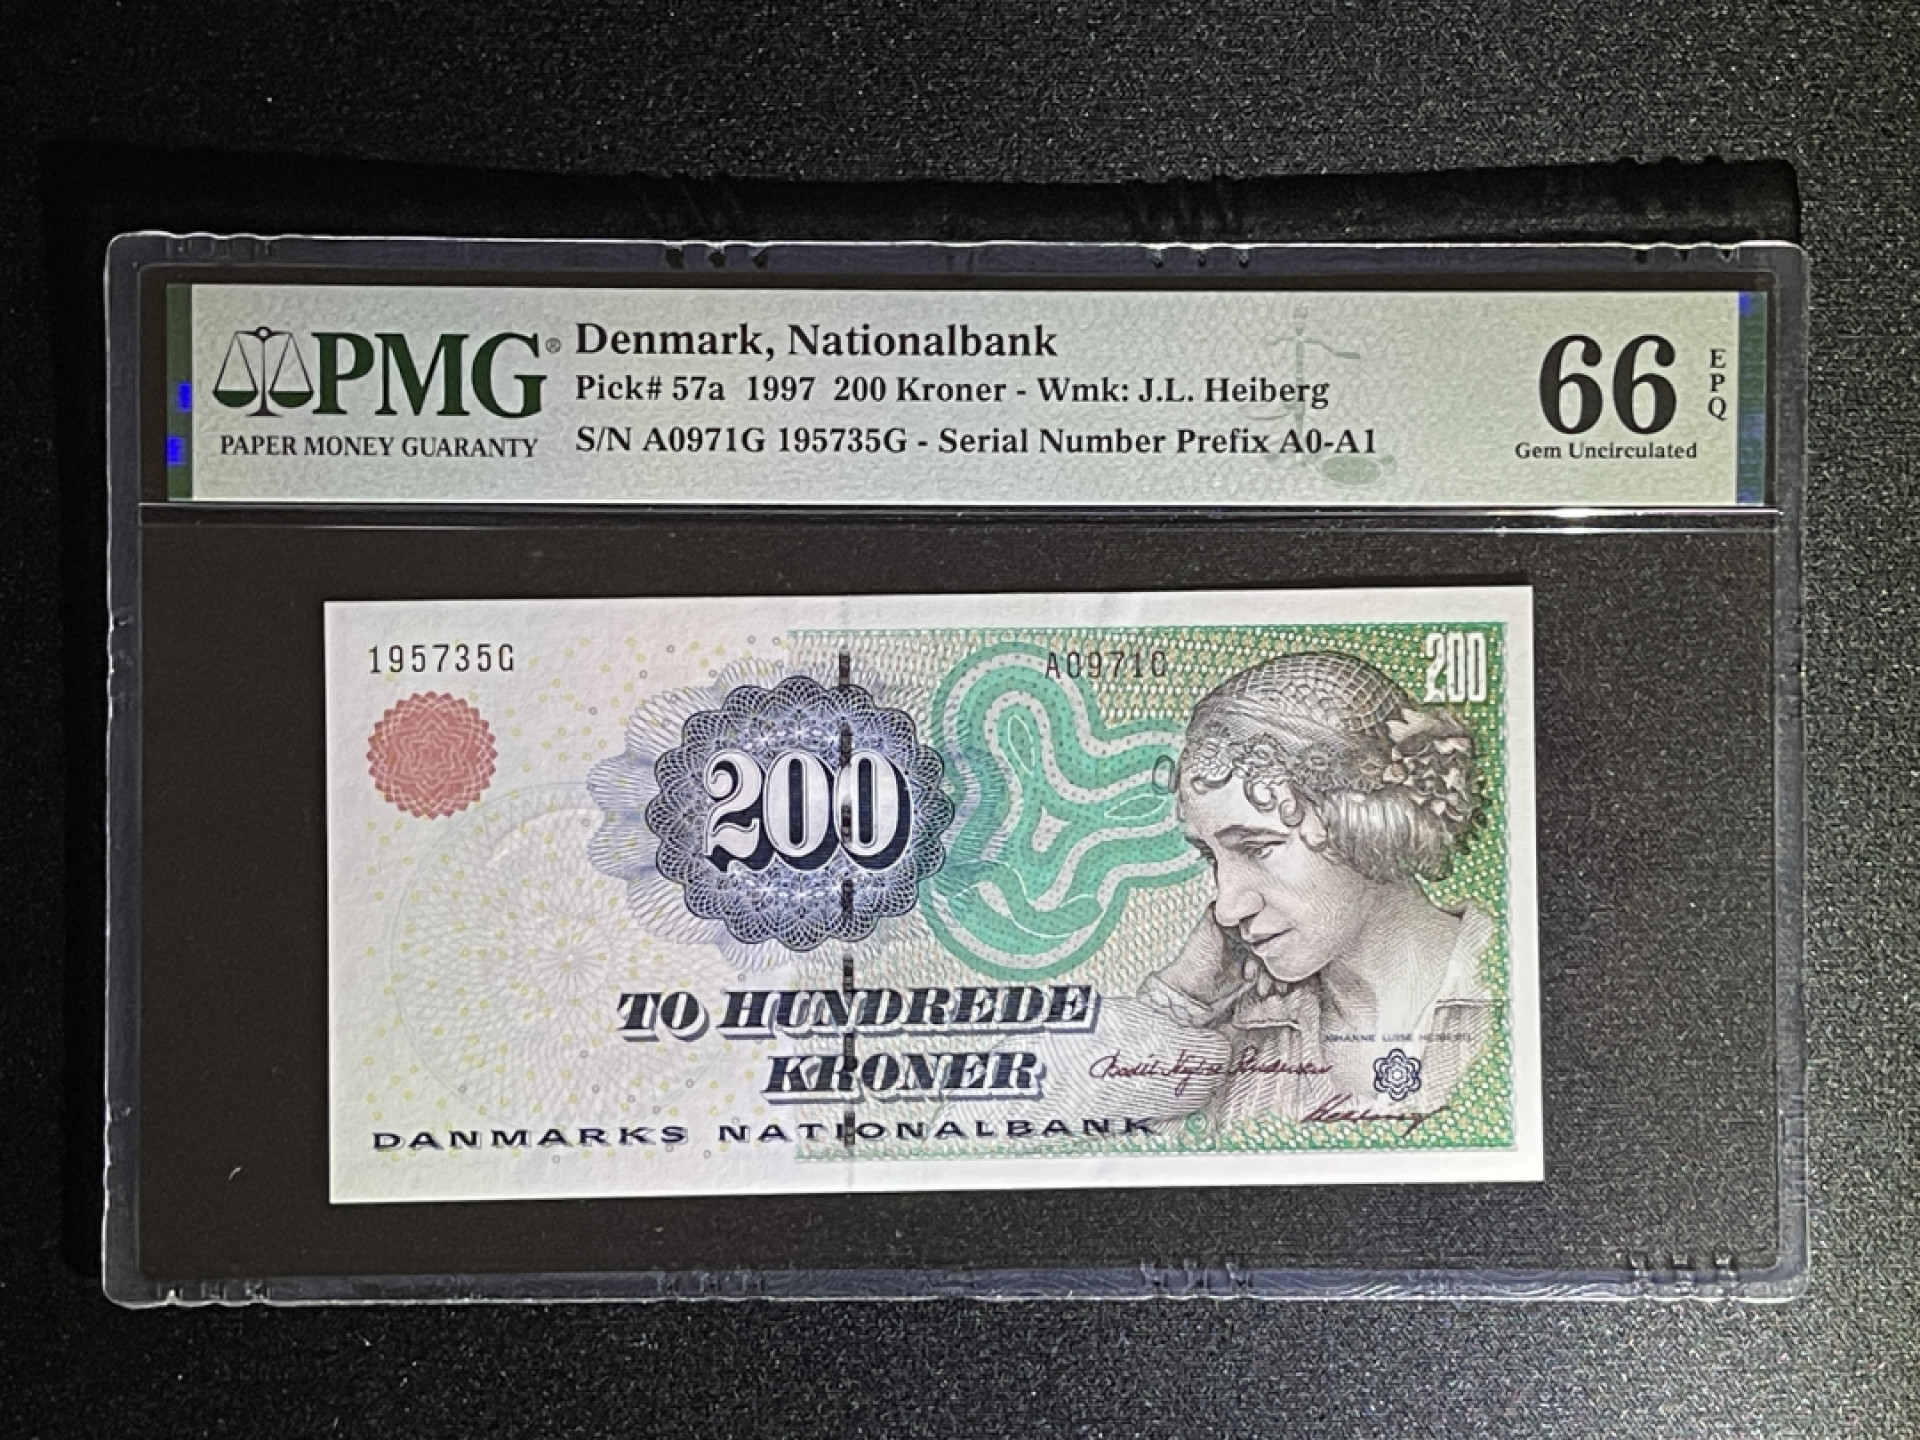 PMG®
PAPER MONEY GUARANTY
Denmark, Nationalbank
Pick# 57a 1997 200 Kroner - Wmk: J.L. Heiberg
S/N A0971G 195735G - Serial Number Prefix A0-A1
66
EPQ
Gem Uncirculated
195735G
A0971G
200
200
TO HUNDREDE
KRONER
JOHANNE LUISE HEIBERG
DANMARKS NATIONALBANK